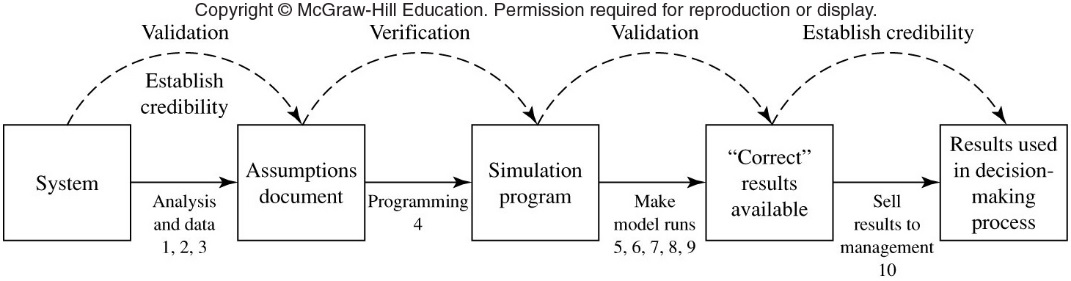 Copyright © McGraw-Hill Education. Permission required for reproduction or display.
Validation
Verification
Validation
Establish credibility
Establish
credibility
System
Analysis
and data
1, 2, 3
Assumptions
document
Programming
4
Simulation
program
Make
model runs
5, 6, 7, 8, 9
“Correct”
results
available
Sell
results to
management
10
Results used
in decision-
making
process